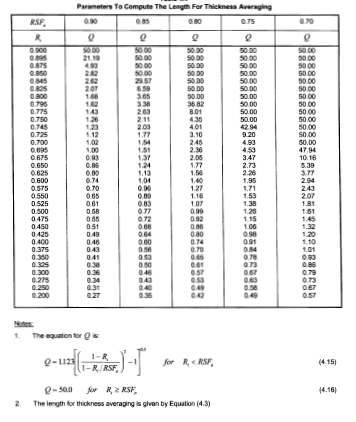 Parameters To Compute The Length For Thickness Averaging
RSFₐ 0.90 0.85 0.80 0.75 0.70
Rₜ Q Q Q Q Q
0.900 50.00 50.00 50.00 50.00 50.00
0.895 21.19 50.00 50.00 50.00 50.00
0.875 4.93 50.00 50.00 50.00 50.00
0.850 2.82 50.00 50.00 50.00 50.00
0.845 2.62 29.57 50.00 50.00 50.00
0.825 2.07 6.59 50.00 50.00 50.00
0.800 1.68 3.65 50.00 50.00 50.00
0.795 1.62 3.38 36.82 50.00 50.00
0.775 1.43 2.63 8.01 50.00 50.00
0.750 1.26 2.11 4.35 50.00 50.00
0.745 1.23 2.03 4.01 42.94 50.00
0.725 1.12 1.77 3.10 9.20 50.00
0.700 1.02 1.54 2.45 4.93 50.00
0.695 1.00 1.51 2.36 4.53 47.94
0.675 0.93 1.37 2.05 3.47 10.16
0.650 0.86 1.24 1.77 2.73 5.39
0.625 0.80 1.13 1.56 2.26 3.77
0.600 0.74 1.04 1.40 1.95 2.94
0.575 0.70 0.96 1.27 1.71 2.43
0.550 0.65 0.89 1.16 1.53 2.07
0.525 0.61 0.83 1.07 1.38 1.81
0.500 0.58 0.77 0.99 1.26 1.61
0.475 0.55 0.72 0.92 1.15 1.45
0.450 0.51 0.68 0.86 1.06 1.32
0.425 0.49 0.64 0.80 0.98 1.20
0.400 0.46 0.60 0.74 0.91 1.10
0.375 0.43 0.56 0.70 0.84 1.01
0.350 0.41 0.53 0.65 0.78 0.93
0.325 0.38 0.50 0.61 0.73 0.86
0.300 0.36 0.46 0.57 0.67 0.79
0.275 0.34 0.43 0.53 0.63 0.73
0.250 0.31 0.40 0.49 0.58 0.67
0.200 0.27 0.35 0.42 0.49 0.57
Notes:
1. The equation for Q is:
Q=1.123[((1-Rₜ)/(1-Rₜ/RSFₐ))²-1]^0.5 for Rₜ < RSFₐ (4.15)
Q=50.0 for Rₜ ≥ RSFₐ (4.16)
2. The length for thickness averaging is given by Equation (4.3)